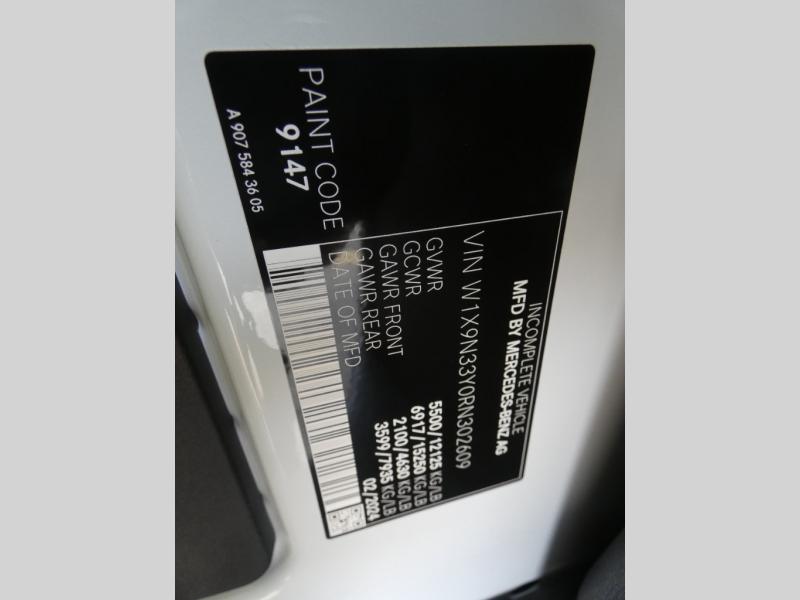 INCOMPLETE VEHICLE
MFD BY MERCEDES-BENZ AG
VIN W1X9N33Y0RN302609
GVWR 5500/12125 KG/LB
GCWR 6917/15250 KG/LB
GAWR FRONT 2100/4630 KG/LB
GAWR REAR 3599/7935 KG/LB
DATE OF MFD 02/2024
PAINT CODE
9147
A 907 584 36 05